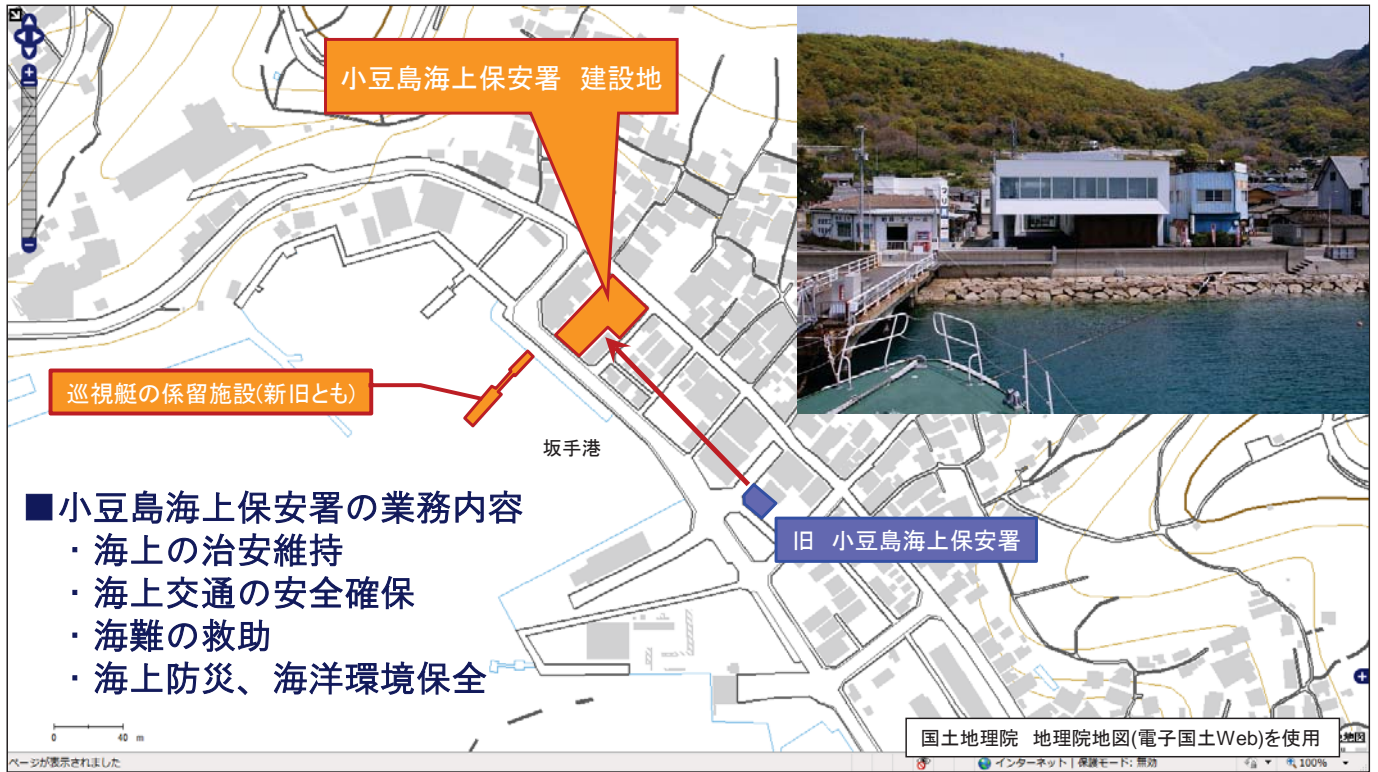 小豆島海上保安署　建設地
巡視艇の係留施設(新旧とも)
坂手港
旧　小豆島海上保安署
■小豆島海上保安署の業務内容
・海上の治安維持
・海上交通の安全確保
・海難の救助
・海上防災、海洋環境保全
0 40 m
国土地理院　地理院地図(電子国土Web)を使用
地図
ページが表示されました
インターネット | 保護モード: 無効
100%